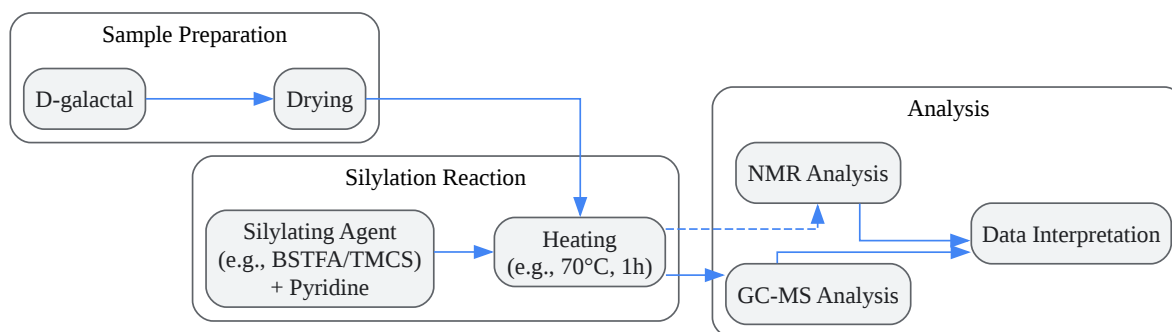 Sample Preparation
D-galactal
Drying
Silylation Reaction
Silylating Agent
(e.g., BSTFA/TMCS)
+ Pyridine
Heating
(e.g., 70°C, 1h)
Analysis
NMR Analysis
GC-MS Analysis
Data Interpretation